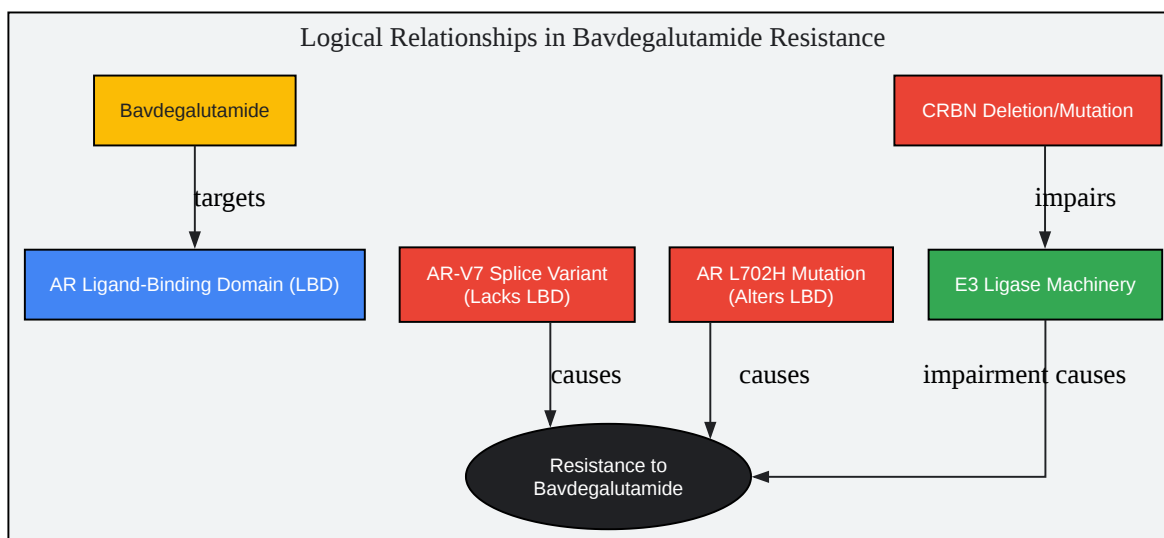 Logical Relationships in Bavdegalutamide Resistance
Bavdegalutamide
CRBN Deletion/Mutation
targets
impairs
AR Ligand-Binding Domain (LBD)
AR-V7 Splice Variant
(Lacks LBD)
AR L702H Mutation
(Alters LBD)
E3 Ligase Machinery
causes
causes
impairment causes
Resistance to
Bavdegalutamide